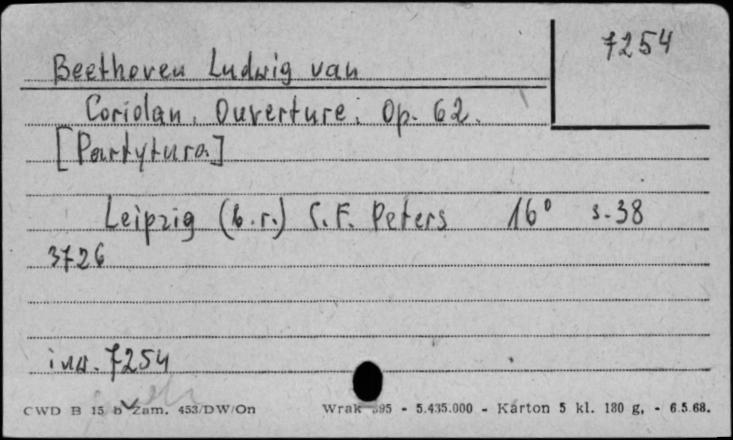 7254
Beethoven Ludwig van
Coriolan. Ouverture. Op. 62.
[Partytura]
Leipzig (b.r.) C.F. Peters 16° s. 38
3726
inw. 7254
CWD B 15 b Zam. 453/DW/On Wrak 595 - 5.435.000 - Karton 5 kl. 180 g, - 6.5.68.